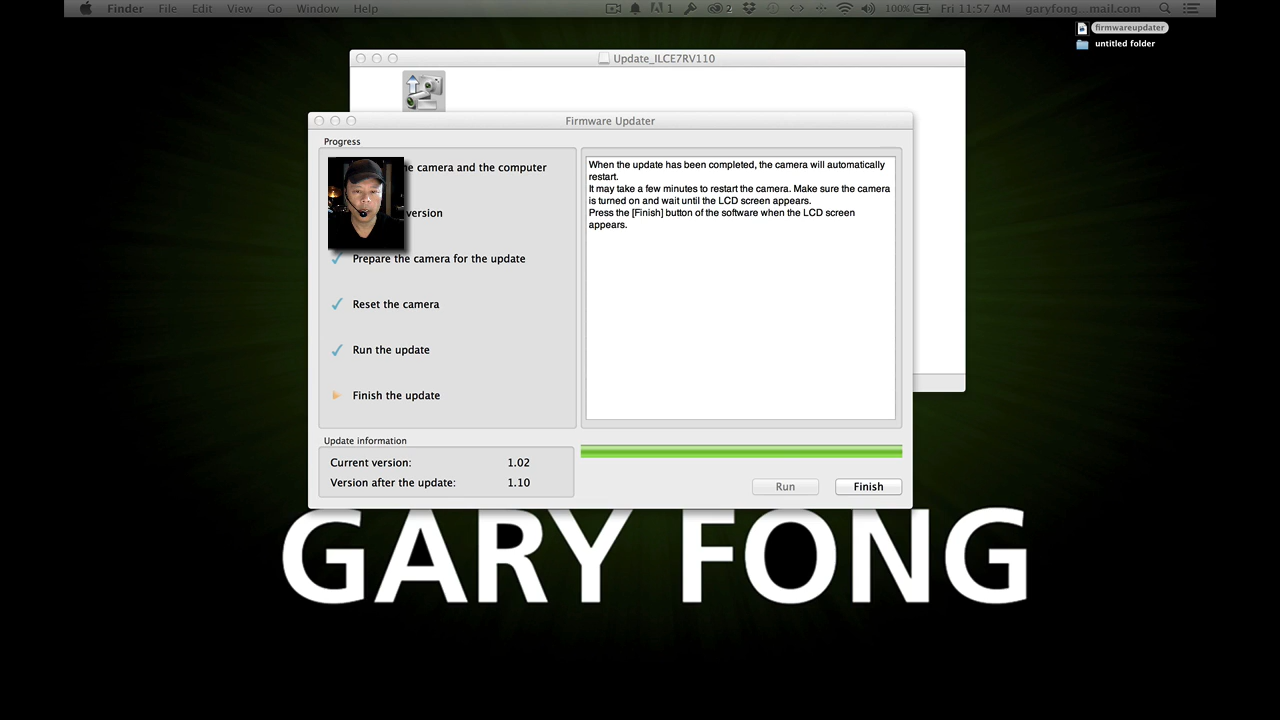 Finder File Edit View Go Window Help 1 2 100% Fri 11:57 AM garyfong...mail.com
firmwareupdater
untitled folder
Update_ILCE7RV110
Firmware Updater
Progress
camera and the computer
version
Prepare the camera for the update
Reset the camera
Run the update
Finish the update
When the update has been completed, the camera will automatically
restart.
It may take a few minutes to restart the camera. Make sure the camera
is turned on and wait until the LCD screen appears.
Press the [Finish] button of the software when the LCD screen
appears.
Update information
Current version: 1.02
Version after the update: 1.10
Run Finish
GARY FONG